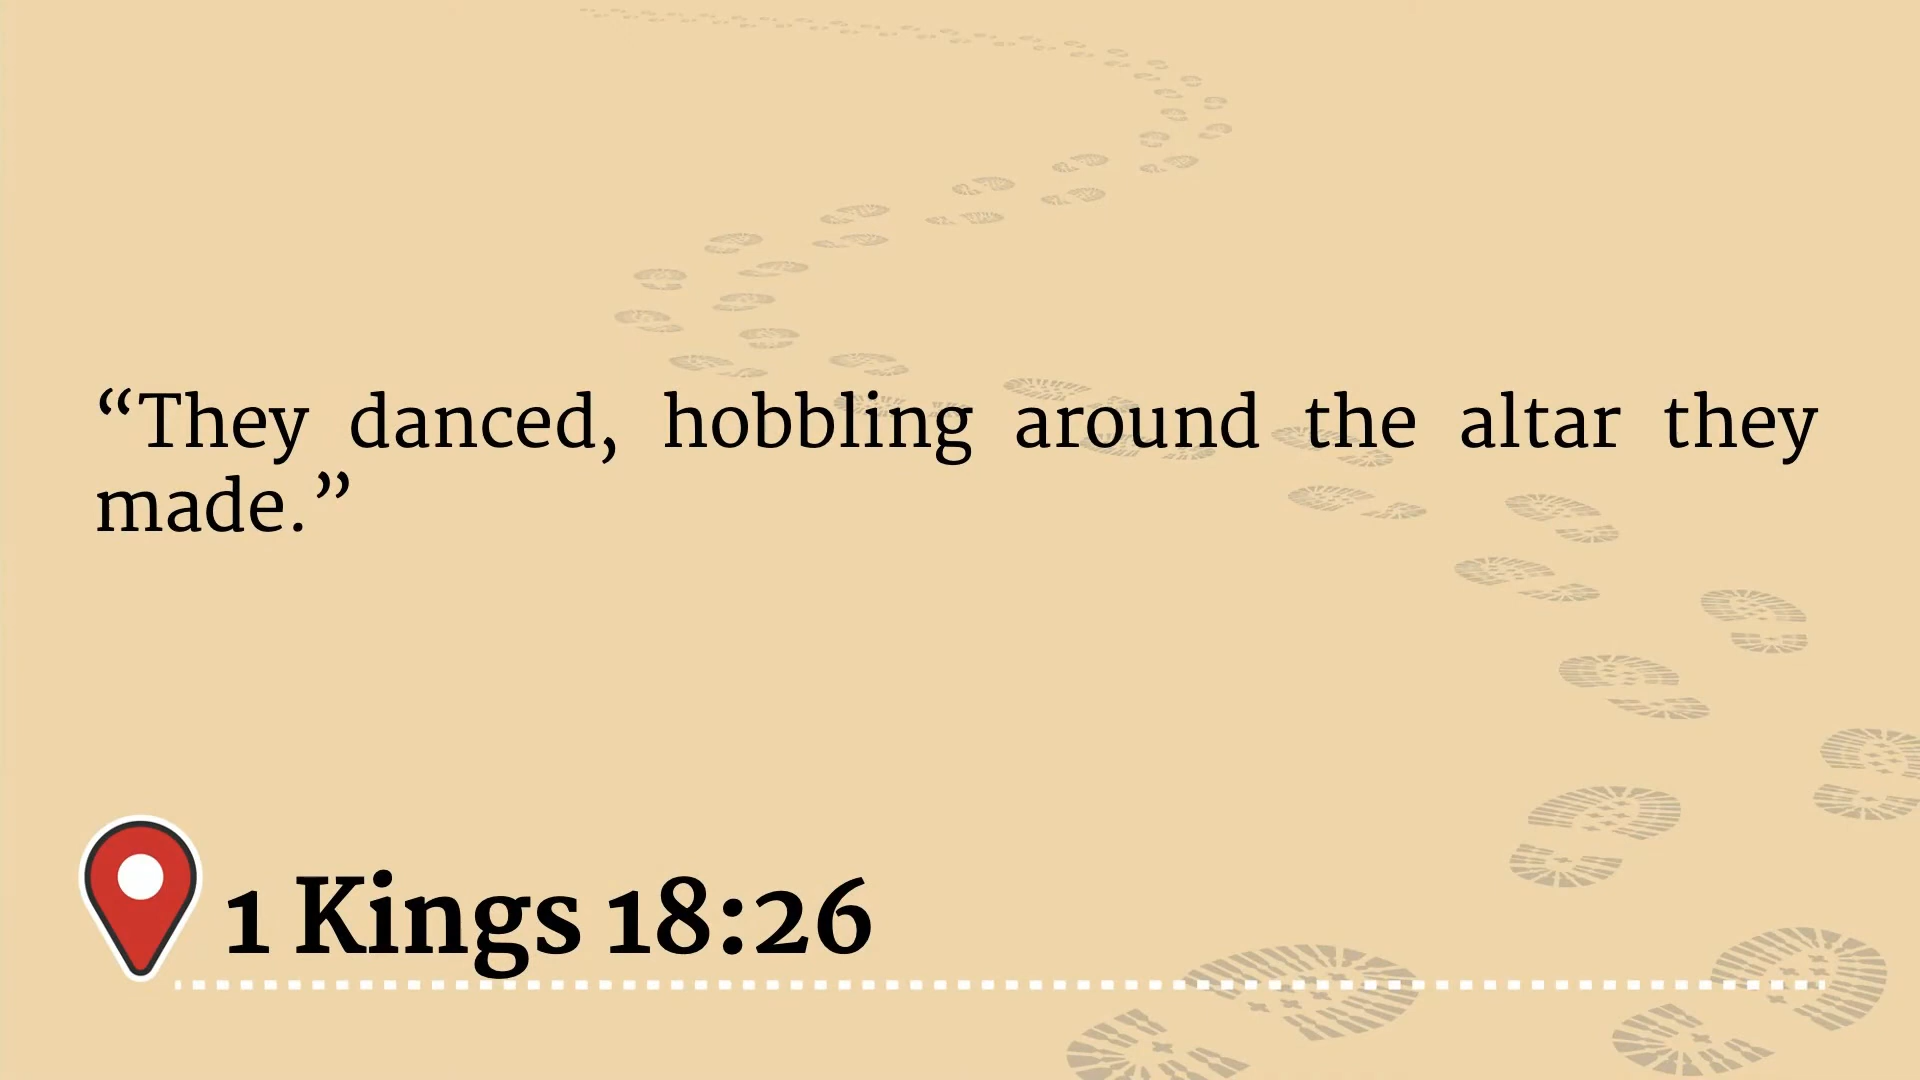 “They danced, hobbling around the altar they
made.”
1 Kings 18:26